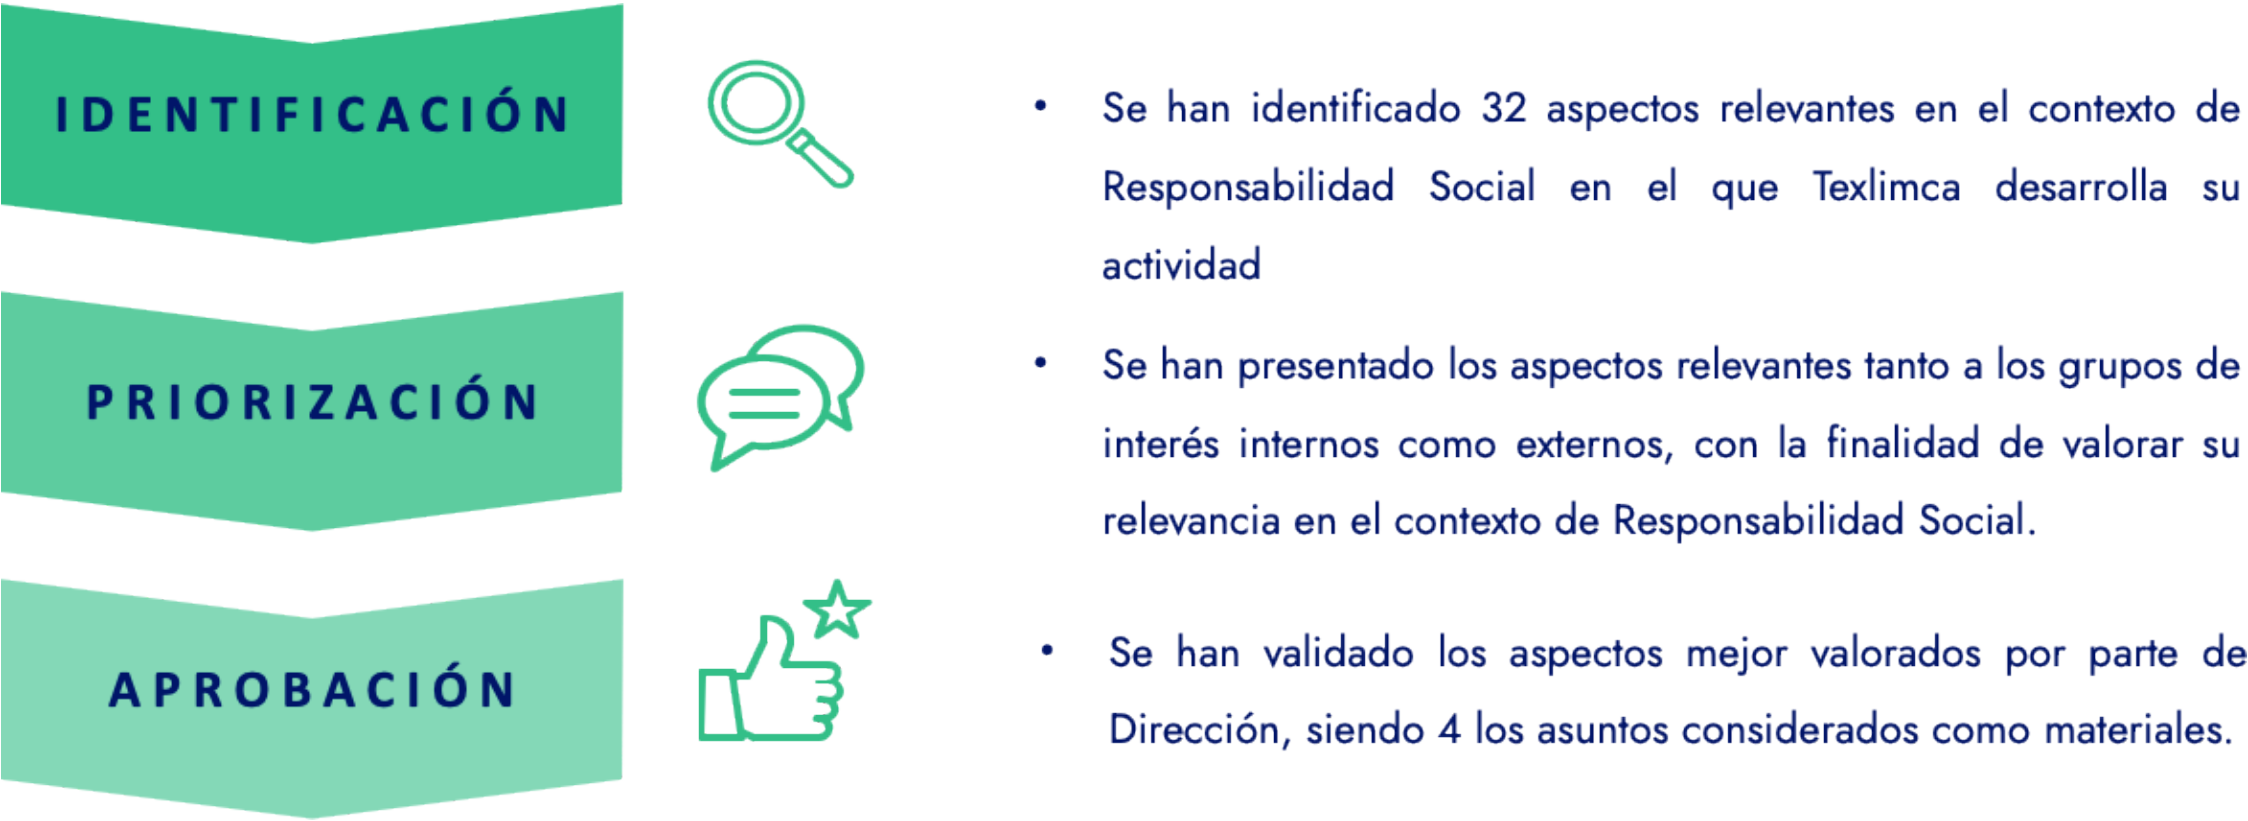 IDENTIFICACIÓN
• Se han identificado 32 aspectos relevantes en el contexto de
Responsabilidad Social en el que Texlimca desarrolla su
actividad
PRIORIZACIÓN
• Se han presentado los aspectos relevantes tanto a los grupos de
interés internos como externos, con la finalidad de valorar su
relevancia en el contexto de Responsabilidad Social.
APROBACIÓN
• Se han validado los aspectos mejor valorados por parte de
Dirección, siendo 4 los asuntos considerados como materiales.